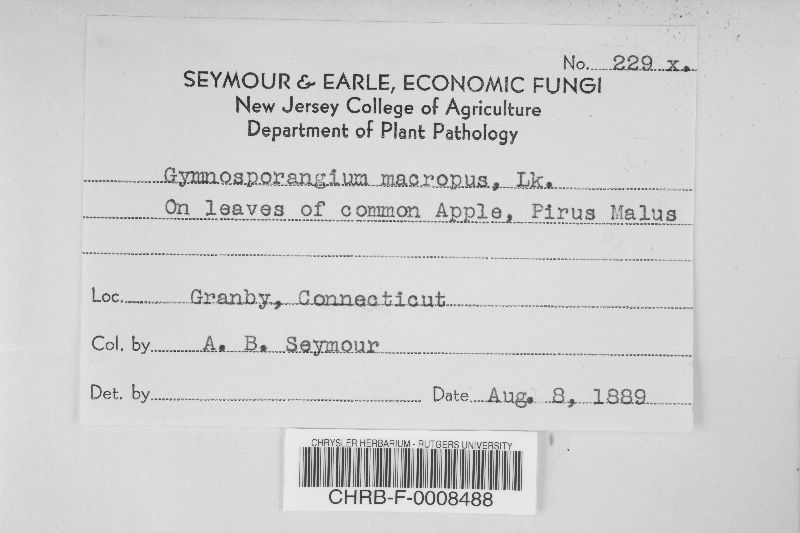 No. 229 x.
SEYMOUR & EARLE, ECONOMIC FUNGI
New Jersey College of Agriculture
Department of Plant Pathology
Gymnosporangium macropus, Lk.
On leaves of common Apple, Pirus Malus
Loc. Granby, Connecticut
Col. by A. B. Seymour
Det. by Date Aug. 8, 1889
CHRYSLER HERBARIUM - RUTGERS UNIVERSITY
CHRB-F-0008488